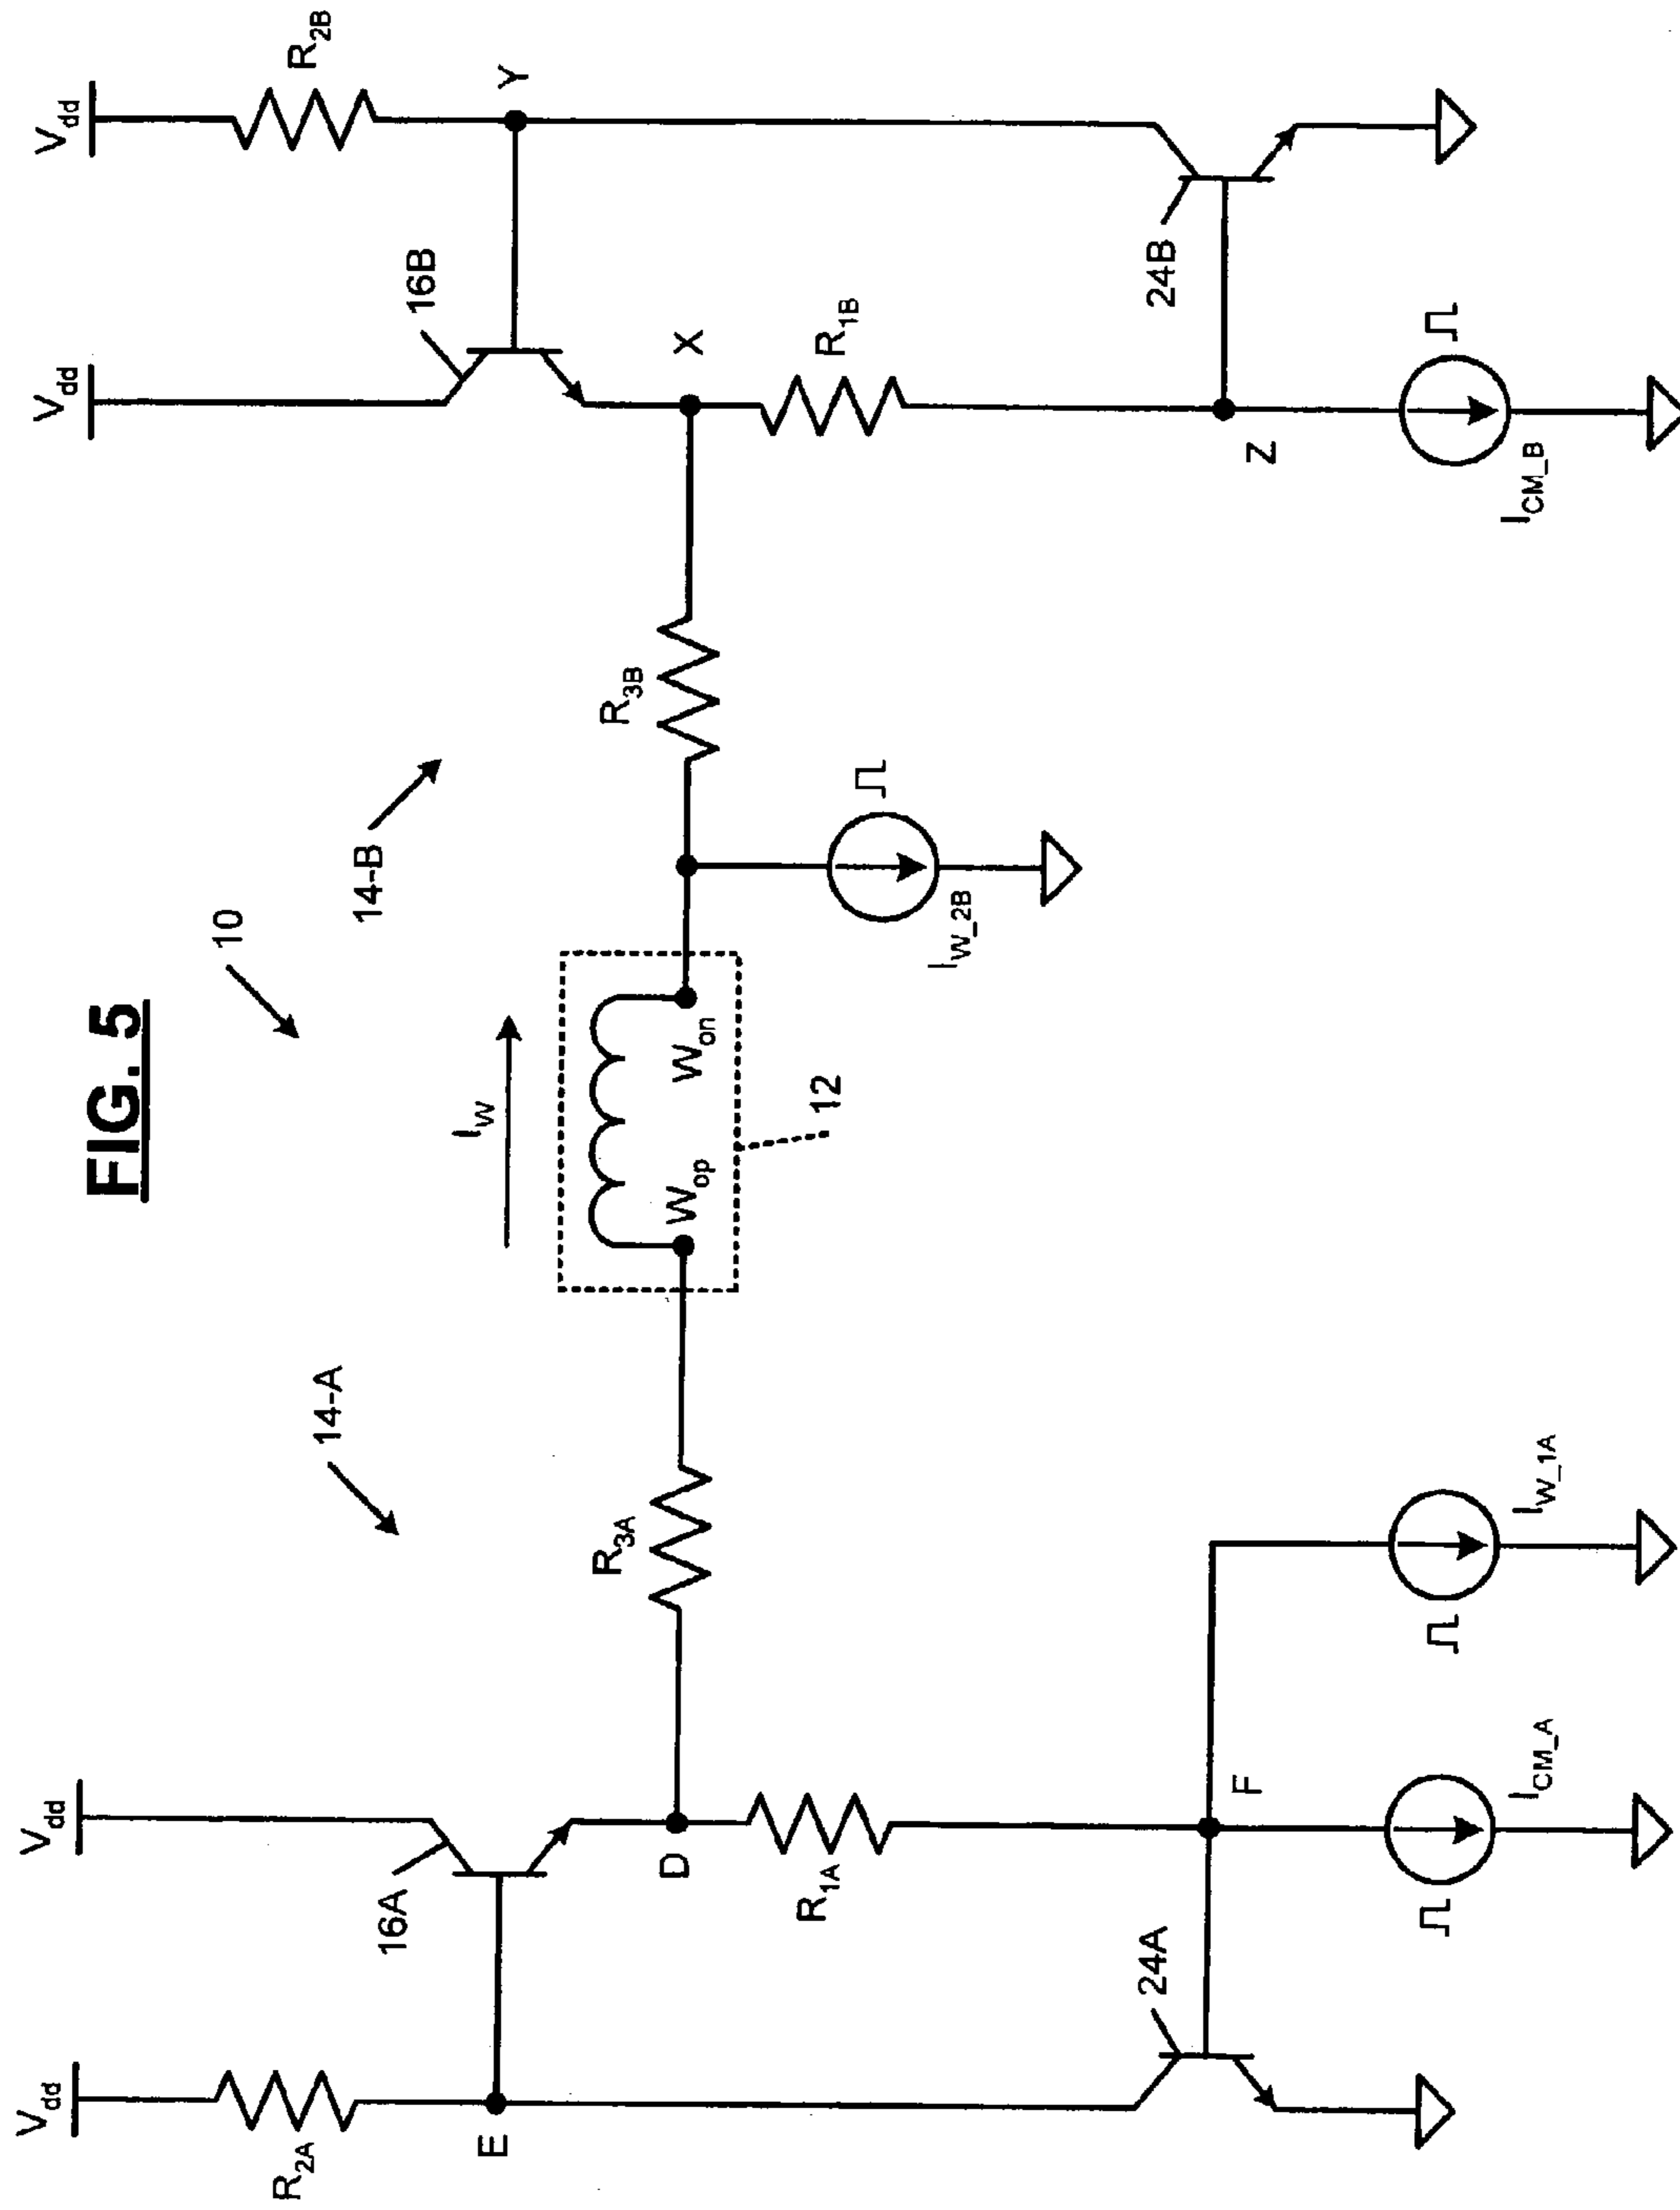 FIG. 5
10
14-A
14-B
V_dd
V_dd
V_dd
V_dd
R_2A
R_2B
16A
16B
E
Y
I_W
D
R_3A
W_op
W_on
R_3B
X
12
R_1A
R_1B
I_W_2B
24A
24B
F
Z
I_CM_A
I_W_1A
I_CM_B